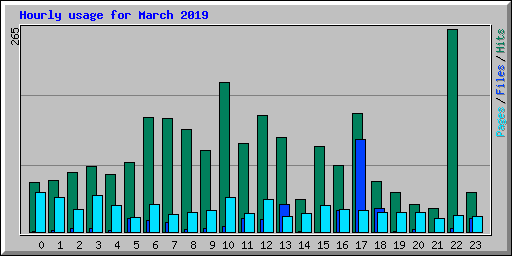 Hourly usage for March 2019
265
Pages/Files/Hits
0 1 2 3 4 5 6 7 8 9 10 11 12 13 14 15 16 17 18 19 20 21 22 23